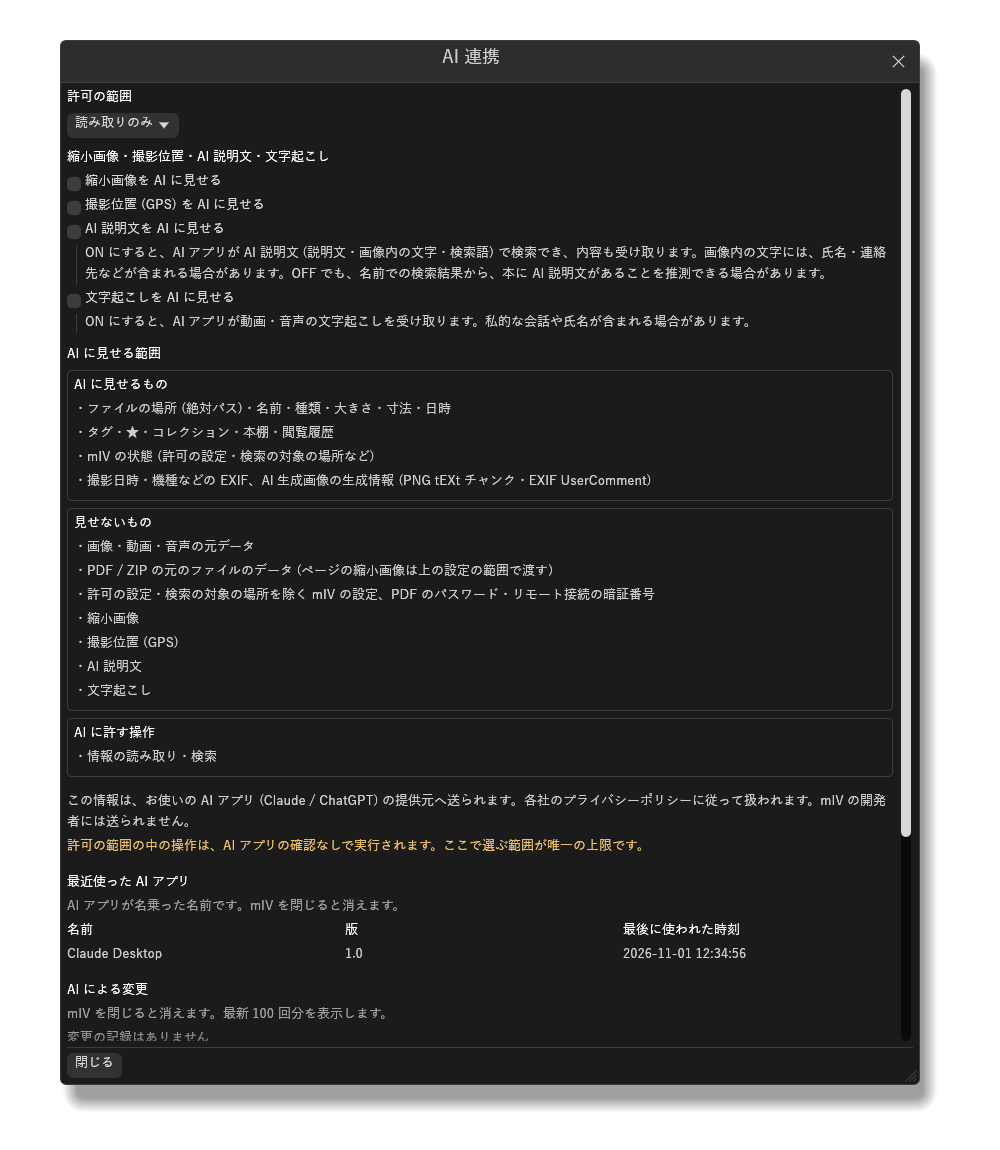 AI 連携
許可の範囲
読み取りのみ
縮小画像・撮影位置・AI 説明文・文字起こし
縮小画像を AI に見せる
撮影位置 (GPS) を AI に見せる
AI 説明文を AI に見せる
ON にすると、AI アプリが AI 説明文 (説明文・画像内の文字・検索語) で検索でき、内容も受け取ります。画像内の文字には、氏名・連絡
先などが含まれる場合があります。OFF でも、名前での検索結果から、本に AI 説明文があることを推測できる場合があります。
文字起こしを AI に見せる
ON にすると、AI アプリが動画・音声の文字起こしを受け取ります。私的な会話や氏名が含まれる場合があります。
AI に見せる範囲
AI に見せるもの
・ファイルの場所 (絶対パス)・名前・種類・大きさ・寸法・日時
・タグ・★・コレクション・本棚・閲覧履歴
・mIV の状態 (許可の設定・検索の対象の場所など)
・撮影日時・機種などの EXIF、AI 生成画像の生成情報 (PNG tEXt チャンク・EXIF UserComment)
見せないもの
・画像・動画・音声の元データ
・PDF / ZIP の元のファイルのデータ (ページの縮小画像は上の設定の範囲で渡す)
・許可の設定・検索の対象の場所を除く mIV の設定、PDF のパスワード・リモート接続の暗証番号
・縮小画像
・撮影位置 (GPS)
・AI 説明文
・文字起こし
AI に許す操作
・情報の読み取り・検索
この情報は、お使いの AI アプリ (Claude / ChatGPT) の提供元へ送られます。各社のプライバシーポリシーに従って扱われます。mIV の開発
者には送られません。
許可の範囲の中の操作は、AI アプリの確認なしで実行されます。ここで選ぶ範囲が唯一の上限です。
最近使った AI アプリ
AI アプリが名乗った名前です。mIV を閉じると消えます。
名前 版 最後に使われた時刻
Claude Desktop 1.0 2026-11-01 12:34:56
AI による変更
mIV を閉じると消えます。最新 100 回分を表示します。
変更の記録はありません
閉じる